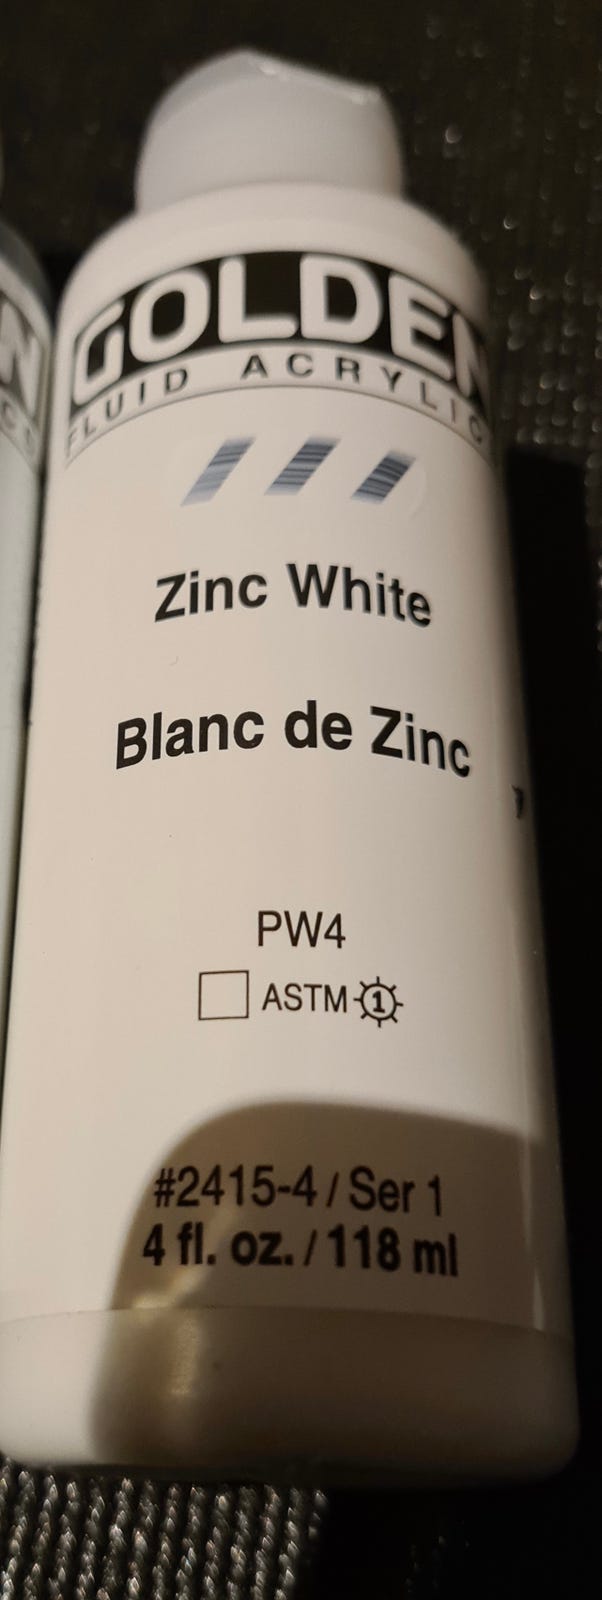 GOLDEN
FLUID ACRYLIC
Zinc White
Blanc de Zinc
PW4
ASTM 1
#2415-4 / Ser 1
4 fl. oz. / 118 ml